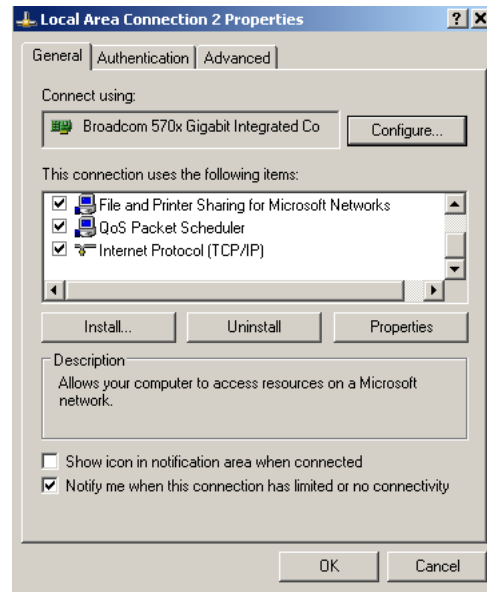 Local Area Connection 2 Properties
General Authentication Advanced
Connect using:
Broadcom 570x Gigabit Integrated Co Configure...
This connection uses the following items:
File and Printer Sharing for Microsoft Networks
QoS Packet Scheduler
Internet Protocol (TCP/IP)
Install... Uninstall Properties
Description
Allows your computer to access resources on a Microsoft
network.
Show icon in notification area when connected
Notify me when this connection has limited or no connectivity
OK Cancel